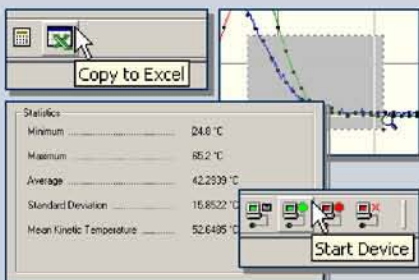 Copy to Excel
Statistics
Minimum 24.8 °C
Maximum 65.2 °C
Average 42.2939 °C
Standard Deviation 15.8522 °C
Mean Kinetic Temperature 52.6485 °C
Start Device